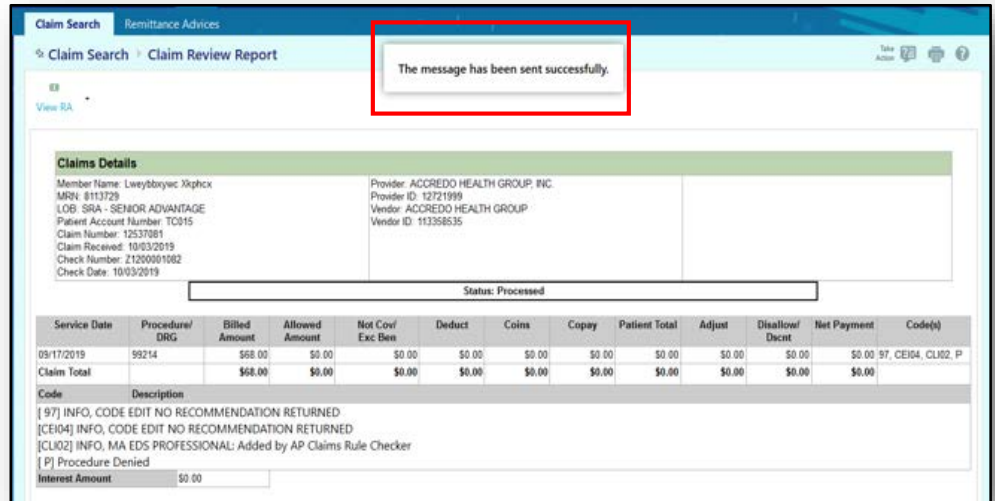 Claim Search Remittance Advices
Claim Search Claim Review Report
The message has been sent successfully.
Take Action
View RA
Claims Details
Member Name: Lweybbxywc Xkphcx
MRN: 8113729
LOB: SRA - SENIOR ADVANTAGE
Patient Account Number: TC015
Claim Number: 12537081
Claim Received: 10/03/2019
Check Number: Z1200001082
Check Date: 10/03/2019
Provider: ACCREDO HEALTH GROUP, INC.
Provider ID: 12721999
Vendor: ACCREDO HEALTH GROUP
Vendor ID: 113358535
Status: Processed
Service Date Procedure/ DRG Billed Amount Allowed Amount Not Cov/ Exc Ben Deduct Coins Copay Patient Total Adjust Disallow/ Dscnt Net Payment Code(s)
09/17/2019 99214 $68.00 $0.00 $0.00 $0.00 $0.00 $0.00 $0.00 $0.00 $0.00 $0.00 97, CEI04, CLI02, P
Claim Total $68.00 $0.00 $0.00 $0.00 $0.00 $0.00 $0.00 $0.00 $0.00 $0.00
Code Description
[ 97] INFO, CODE EDIT NO RECOMMENDATION RETURNED
[CEI04] INFO, CODE EDIT NO RECOMMENDATION RETURNED
[CLI02] INFO, MA EDS PROFESSIONAL: Added by AP Claims Rule Checker
[ P] Procedure Denied
Interest Amount $0.00